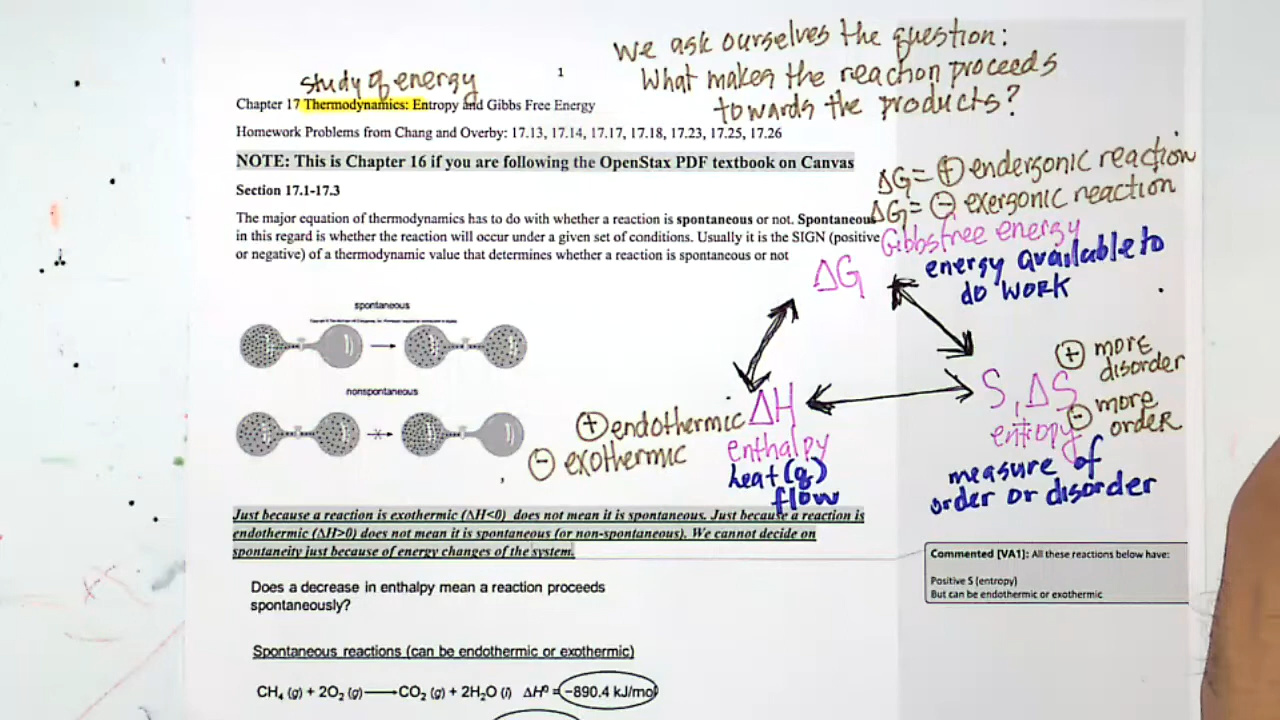 We ask ourselves the question:
What makes the reaction proceeds
towards the products?
study of energy
1
Chapter 17 Thermodynamics: Entropy and Gibbs Free Energy
Homework Problems from Chang and Overby: 17.13, 17.14, 17.17, 17.18, 17.23, 17.25, 17.26
NOTE: This is Chapter 16 if you are following the OpenStax PDF textbook on Canvas
Section 17.1-17.3
The major equation of thermodynamics has to do with whether a reaction is spontaneous or not. Spontaneous
in this regard is whether the reaction will occur under a given set of conditions. Usually it is the SIGN (positive
or negative) of a thermodynamic value that determines whether a reaction is spontaneous or not
ΔG = ⊕ endergonic reaction
ΔG = ⊖ exergonic reaction
Gibbs free energy
ΔG
energy available to
do WORK
spontaneous
nonspontaneous
⊕ endothermic
⊖ exothermic
ΔH
enthalpy
heat (q)
flow
S, ΔS
entropy
⊕ more
disorder
⊖ more
order
measure of
order or disorder
Just because a reaction is exothermic (ΔH<0) does not mean it is spontaneous. Just because a reaction is
endothermic (ΔH>0) does not mean it is spontaneous (or non-spontaneous). We cannot decide on
spontaneity just because of energy changes of the system.
Commented [VA1]: All these reactions below have:
Positive S (entropy)
But can be endothermic or exothermic
Does a decrease in enthalpy mean a reaction proceeds
spontaneously?
Spontaneous reactions (can be endothermic or exothermic)
CH₄ (g) + 2O₂ (g) ⟶ CO₂ (g) + 2H₂O (l) ΔH⁰ = −890.4 kJ/mol